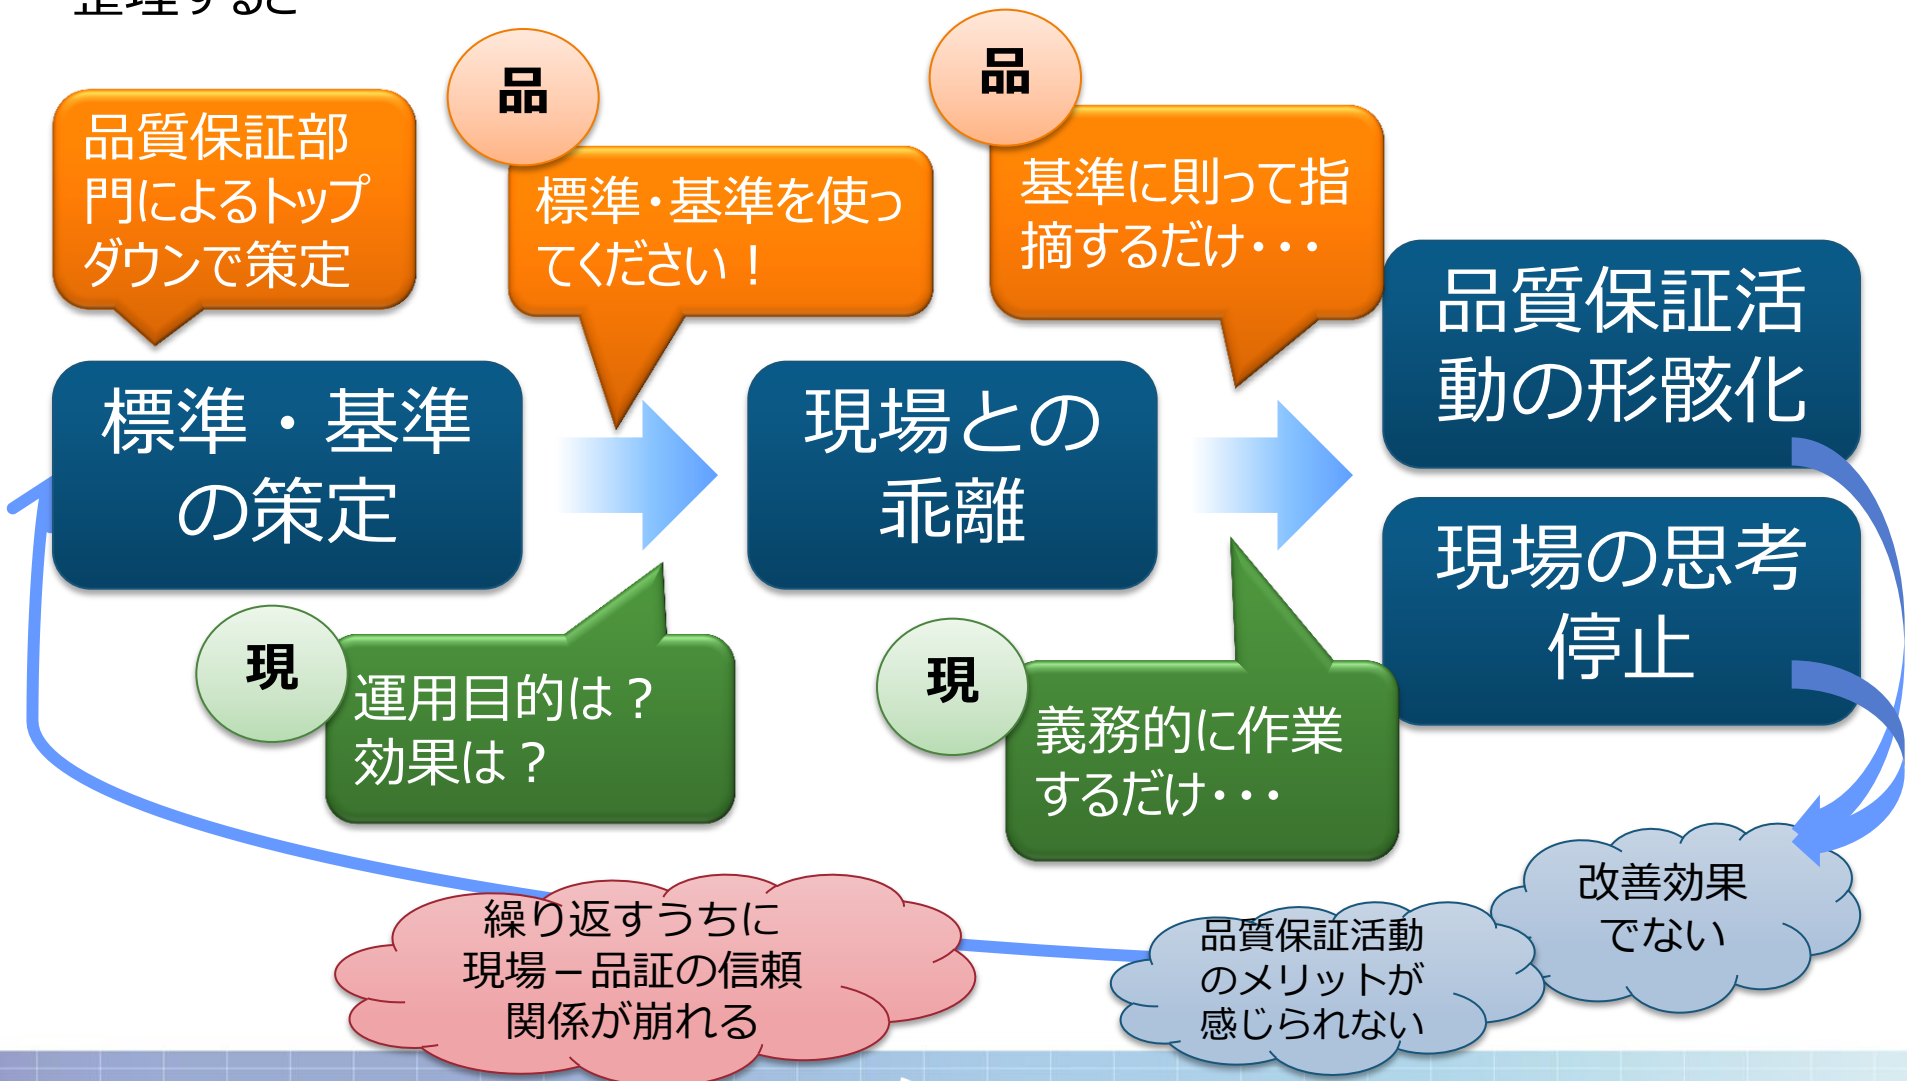 整理すると
品
品
品質保証部
門によるトップ
ダウンで策定
標準・基準を使っ
てください！
基準に則って指
摘するだけ・・・
標準・基準
の策定
現場との
乖離
品質保証活
動の形骸化
現場の思考
停止
現
運用目的は？
効果は？
現
義務的に作業
するだけ・・・
改善効果
でない
品質保証活動
のメリットが
感じられない
繰り返すうちに
現場－品証の信頼
関係が崩れる